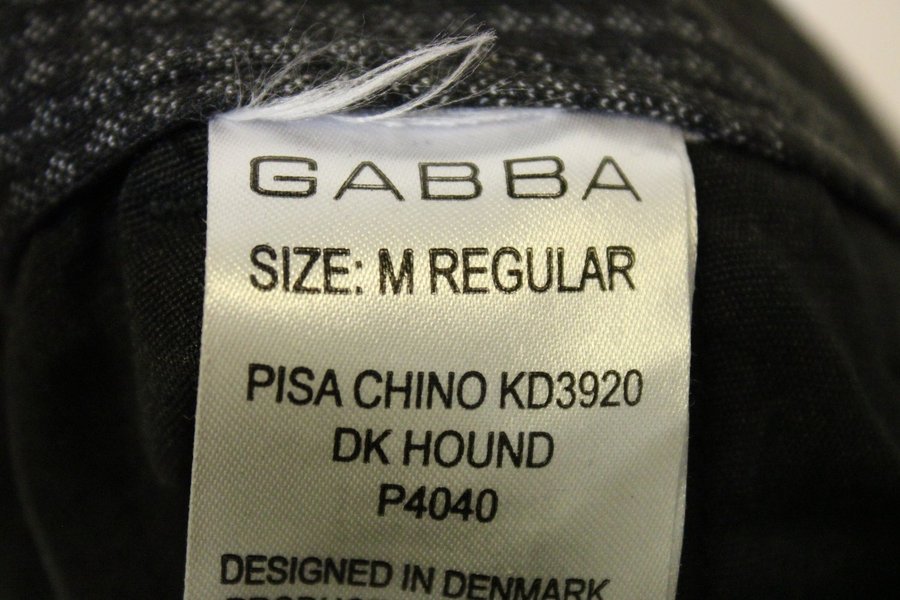 GABBA
SIZE: M REGULAR
PISA CHINO KD3920
DK HOUND
P4040
DESIGNED IN DENMARK